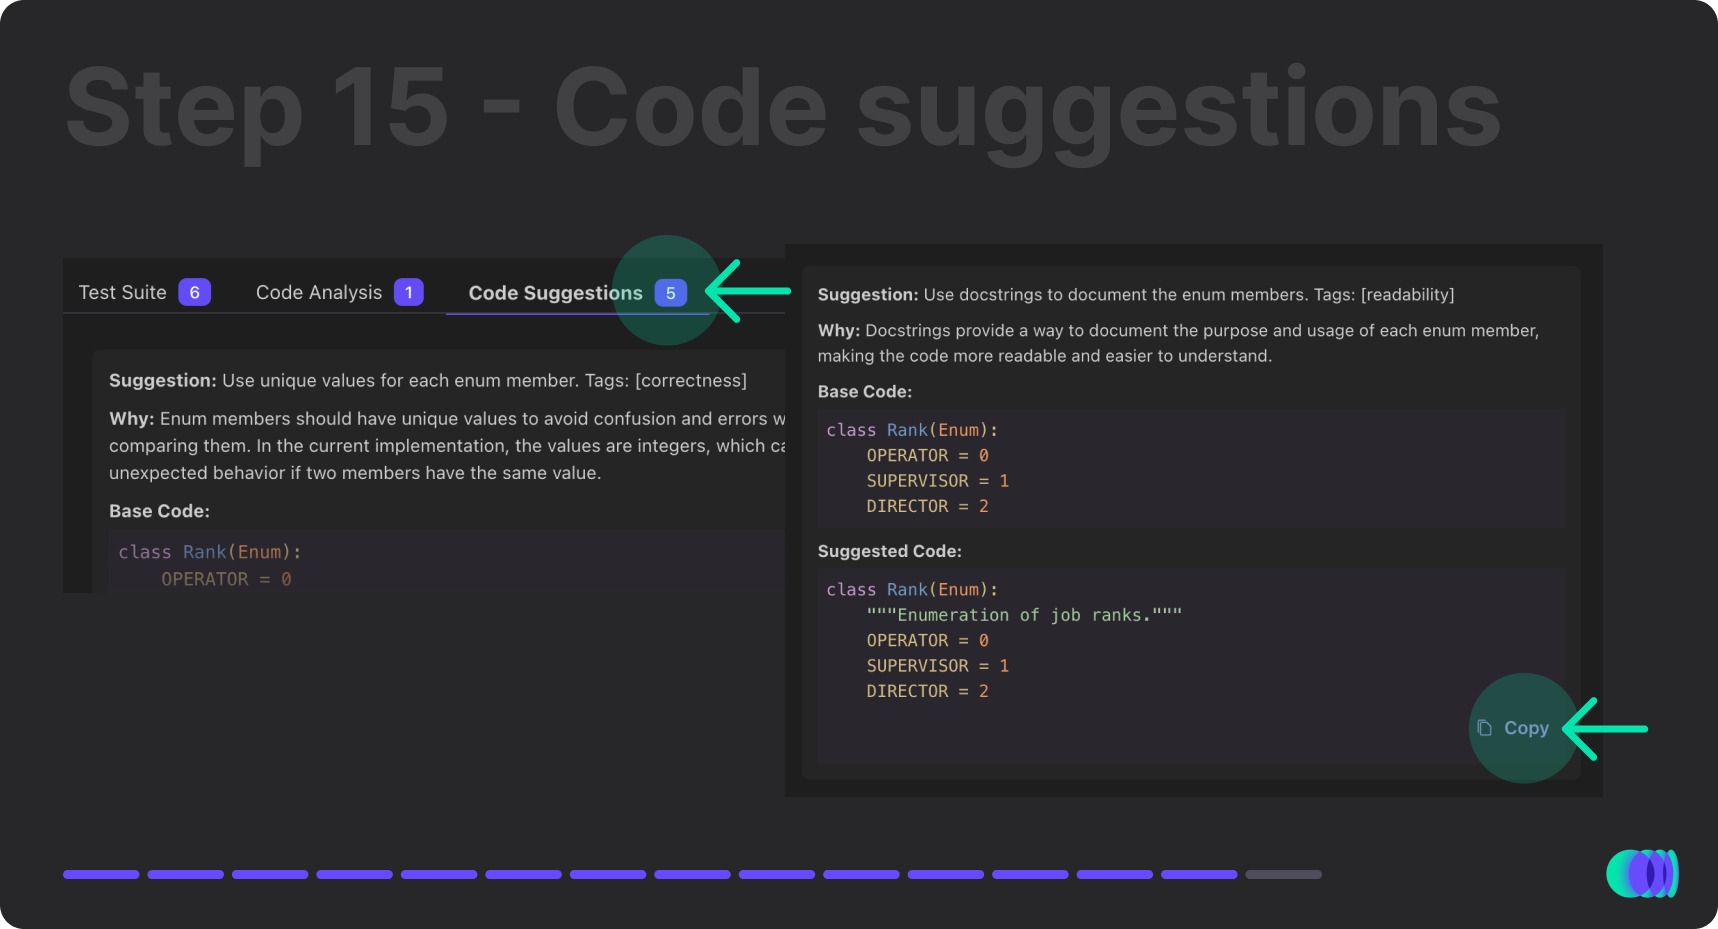 Step 15 - Code suggestions
Test Suite 6 Code Analysis 1 Code Suggestions 5
Suggestion: Use unique values for each enum member. Tags: [correctness]
Why: Enum members should have unique values to avoid confusion and errors
comparing them. In the current implementation, the values are integers, which
unexpected behavior if two members have the same value.
Base Code:
class Rank(Enum):
    OPERATOR = 0
Suggestion: Use docstrings to document the enum members. Tags: [readability]
Why: Docstrings provide a way to document the purpose and usage of each enum member,
making the code more readable and easier to understand.
Base Code:
class Rank(Enum):
    OPERATOR = 0
    SUPERVISOR = 1
    DIRECTOR = 2
Suggested Code:
class Rank(Enum):
    """Enumeration of job ranks."""
    OPERATOR = 0
    SUPERVISOR = 1
    DIRECTOR = 2
Copy